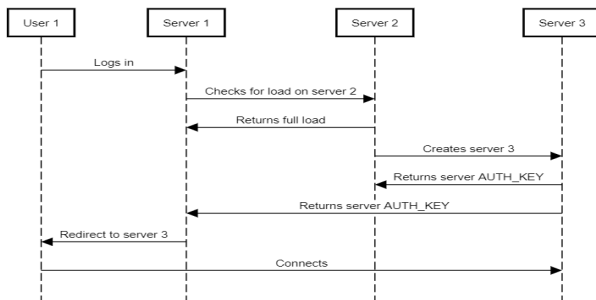 User 1
Server 1
Server 2
Server 3
Logs in
Checks for load on server 2
Returns full load
Creates server 3
Returns server AUTH_KEY
Returns server AUTH_KEY
Redirect to server 3
Connects